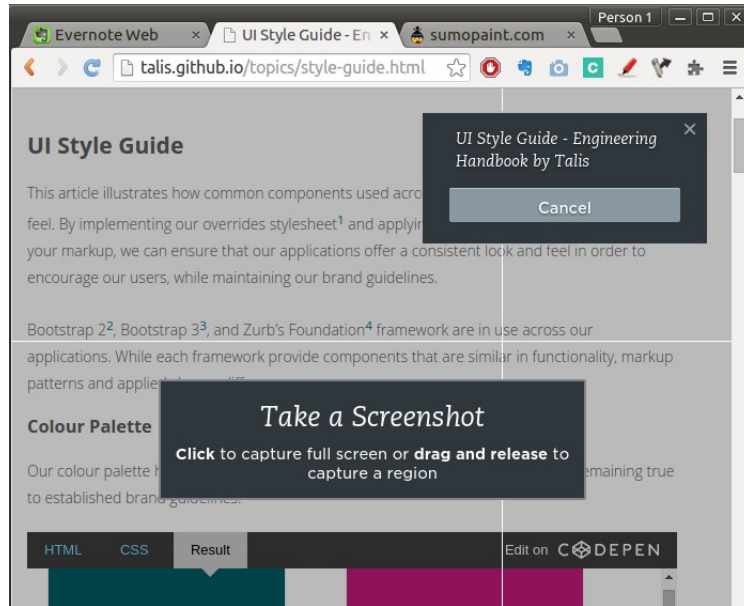 Person 1
Evernote Web
UI Style Guide - En
sumopaint.com
talis.github.io/topics/style-guide.html
UI Style Guide - Engineering
Handbook by Talis
Cancel
UI Style Guide
This article illustrates how common components used
feel. By implementing our overrides stylesheet1 and
your markup, we can ensure that our applications offer a consistent look and feel in order to
encourage our users, while maintaining our brand guidelines.
Bootstrap 22, Bootstrap 33, and Zurb's Foundation4 framework are in use across our
applications. While each framework provide components that are similar in functionality, markup
patterns and
Take a Screenshot
Click to capture full screen or drag and release to
capture a region
Colour Palette
Our colour palette
remaining true
to established brand guidelines.
HTML
CSS
Result
Edit on CODEPEN